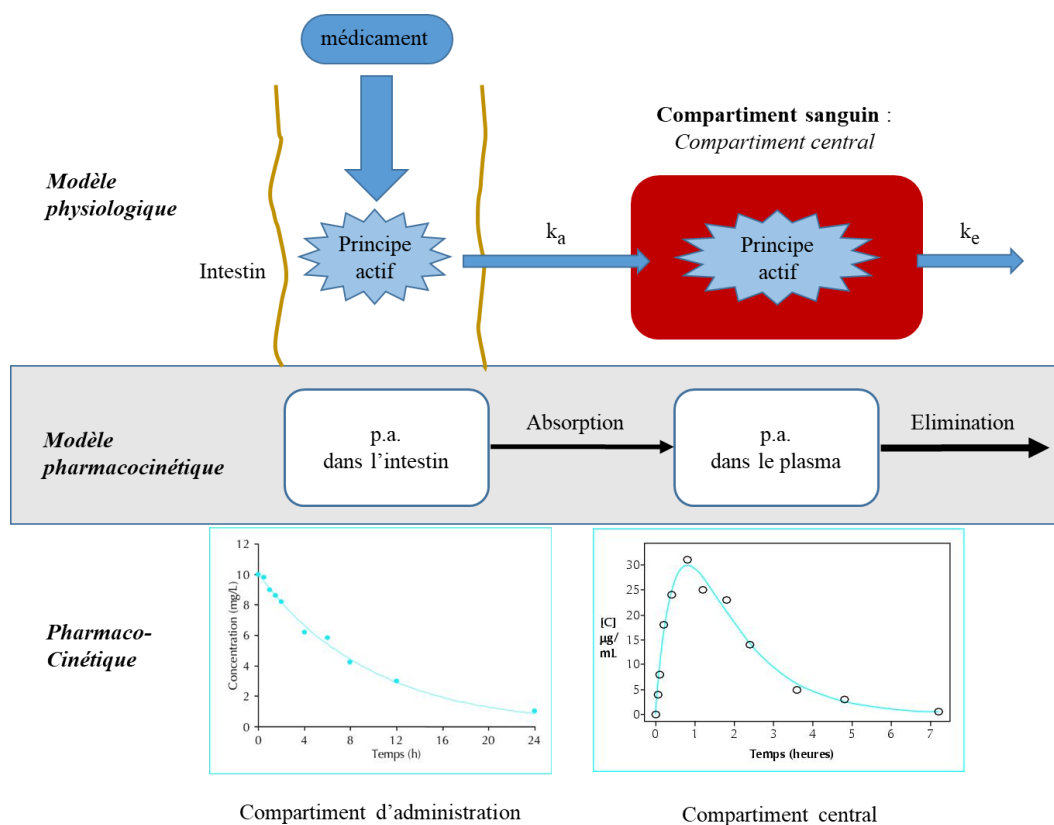 médicament
Compartiment sanguin :
Compartiment central
Modèle
physiologique
Intestin
Principe
actif
ka
Principe
actif
ke
Modèle
pharmacocinétique
p.a.
dans l’intestin
Absorption
p.a.
dans le plasma
Elimination
Pharmaco-
Cinétique
Concentration (mg/L)
12
10
8
6
4
2
0
0 4 8 12 16 20 24
Temps (h)
[C]
µg/
mL
30
25
20
15
10
5
0
0 1 2 3 4 5 6 7
Temps (heures)
Compartiment d’administration
Compartiment central